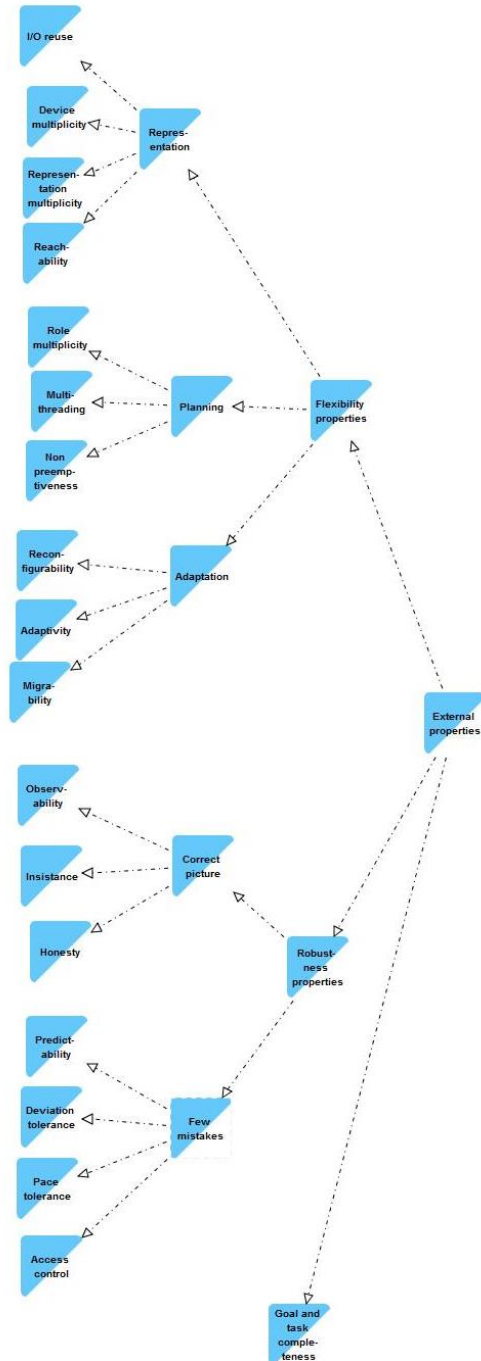 I/O reuse
Device
multiplicity
Repres-
entation
Represen-
tation
multiplicity
Reach-
ability
Role
multiplicity
Multi-
threading
Planning
Flexibility
properties
Non
preemp-
tiveness
Recon-
figurability
Adaptation
Adaptivity
Migra-
bility
External
properties
Observ-
ability
Correct
picture
Insistance
Honesty
Robust-
ness
properties
Predict-
ability
Deviation
tolerance
Few
mistakes
Pace
tolerance
Access
control
Goal and
task
comple-
teness